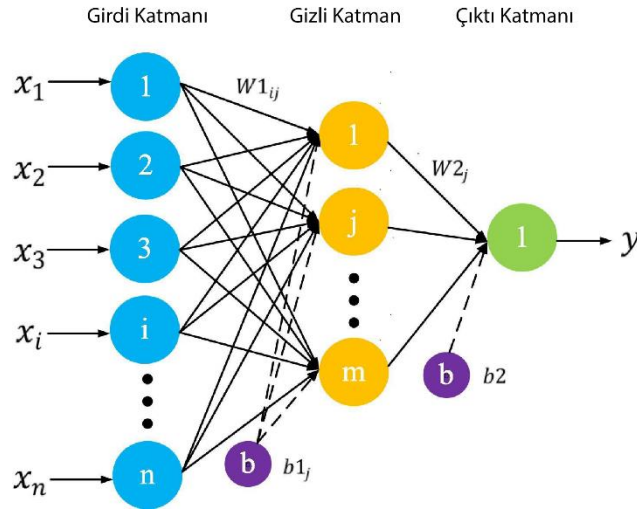 Girdi Katmanı
Gizli Katman
Çıktı Katmanı
x₁
1
W1ᵢⱼ
1
x₂
2
W2ⱼ
x₃
3
j
1
y
xᵢ
i
m
b
b2
xₙ
n
b
b1ⱼ